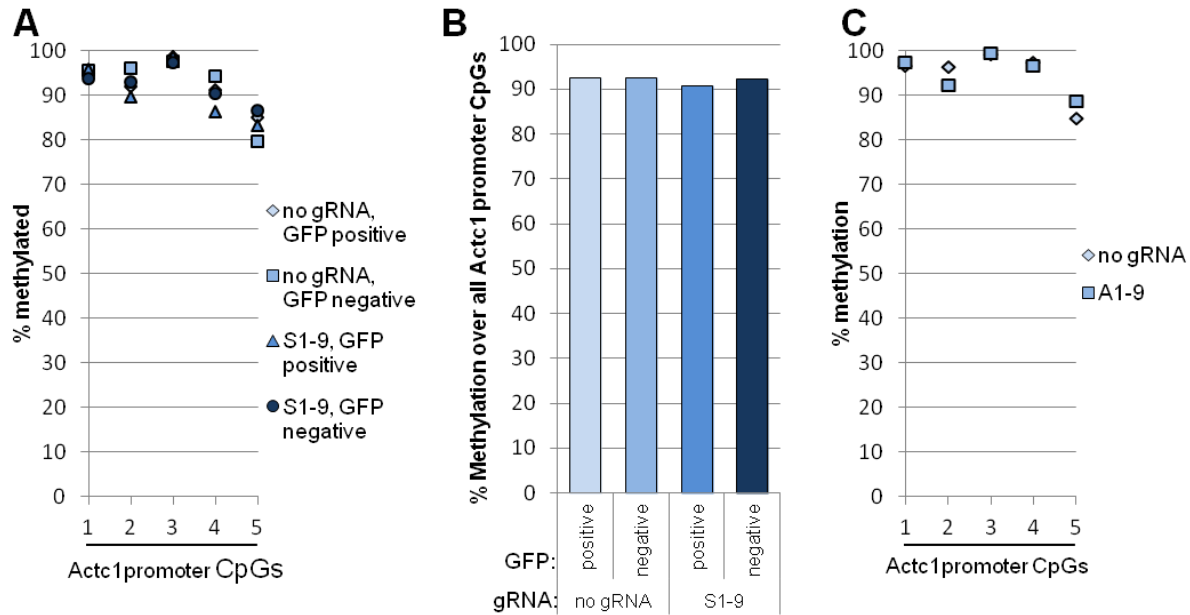 A
% methylated
100
90
80
70
60
50
40
30
20
10
0
1 2 3 4 5
Actc1promoter CpGs
no gRNA,
GFP positive
no gRNA,
GFP negative
S1-9, GFP
positive
S1-9, GFP
negative
B
% Methylation over all Actc1 promoter CpGs
100
90
80
70
60
50
40
30
20
10
0
GFP: positive negative positive negative
gRNA: no gRNA S1-9
C
% methylation
100
90
80
70
60
50
40
30
20
10
0
1 2 3 4 5
Actc1promoter CpGs
no gRNA
A1-9